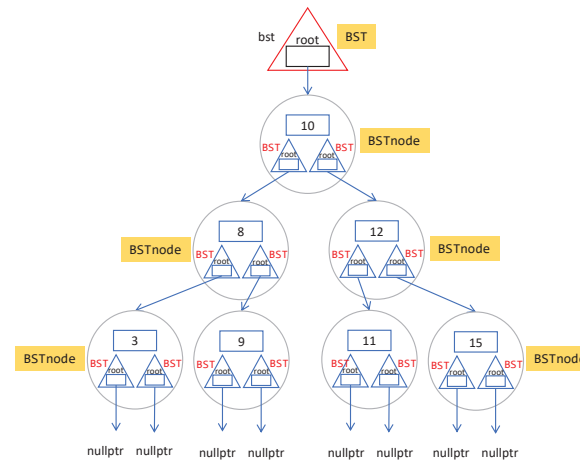 bst root BST
10
BST root root BST
BSTnode
8
BST root root BST
BSTnode
12
BST root root BST
BSTnode
3
BST root root BST
BSTnode
9
BST root root BST
11
BST root root BST
15
BST root root BST
BSTnode
nullptr nullptr nullptr nullptr nullptr nullptr nullptr nullptr